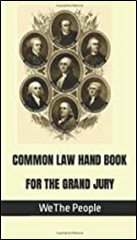 COMMON LAW HAND BOOK
FOR THE GRAND JURY
WeThe People